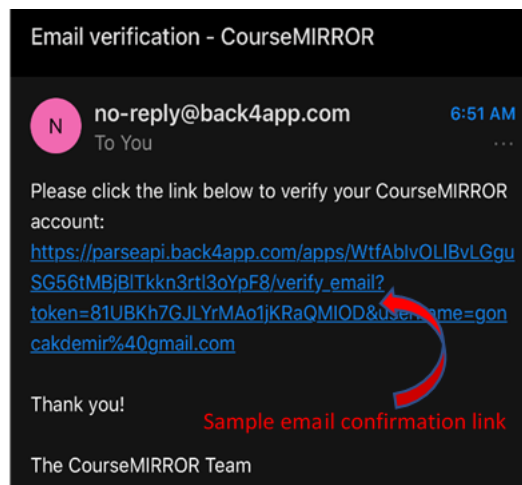 Email verification - CourseMIRROR
N
no-reply@back4app.com
6:51 AM
To You
...
Please click the link below to verify your CourseMIRROR
account:
https://parseapi.back4app.com/apps/WtfAblvOLlBvLGgu
SG56tMBjBlTkkn3rtl3oYpF8/verify_email?
token=81UBKh7GJLYrMAo1jKRaQMIOD&username=gon
cakdemir%40gmail.com
Thank you!
Sample email confirmation link
The CourseMIRROR Team